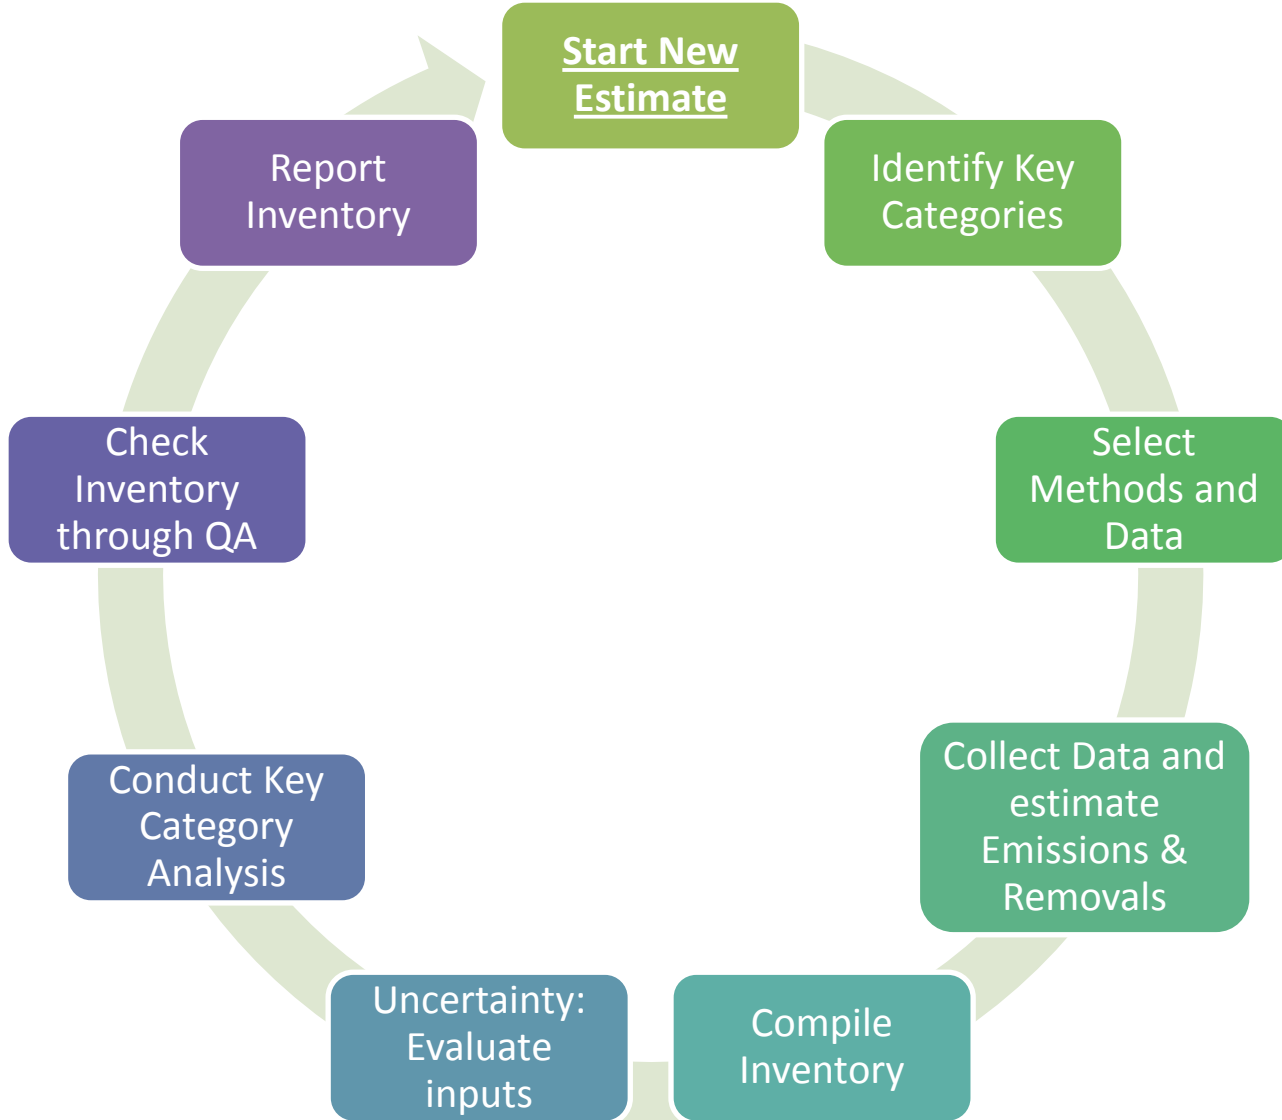 Start New
Estimate
Identify Key
Categories
Select
Methods and
Data
Collect Data and
estimate
Emissions &
Removals
Compile
Inventory
Uncertainty:
Evaluate
inputs
Conduct Key
Category
Analysis
Check
Inventory
through QA
Report
Inventory